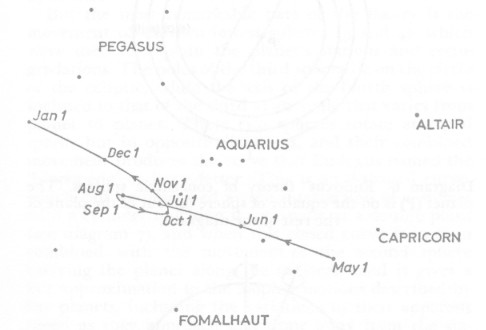 PEGASUS
Jan 1
ALTAIR
Dec 1
AQUARIUS
Nov 1
Aug 1
Jul 1
Sep 1
Oct 1
Jun 1
CAPRICORN
May 1
FOMALHAUT